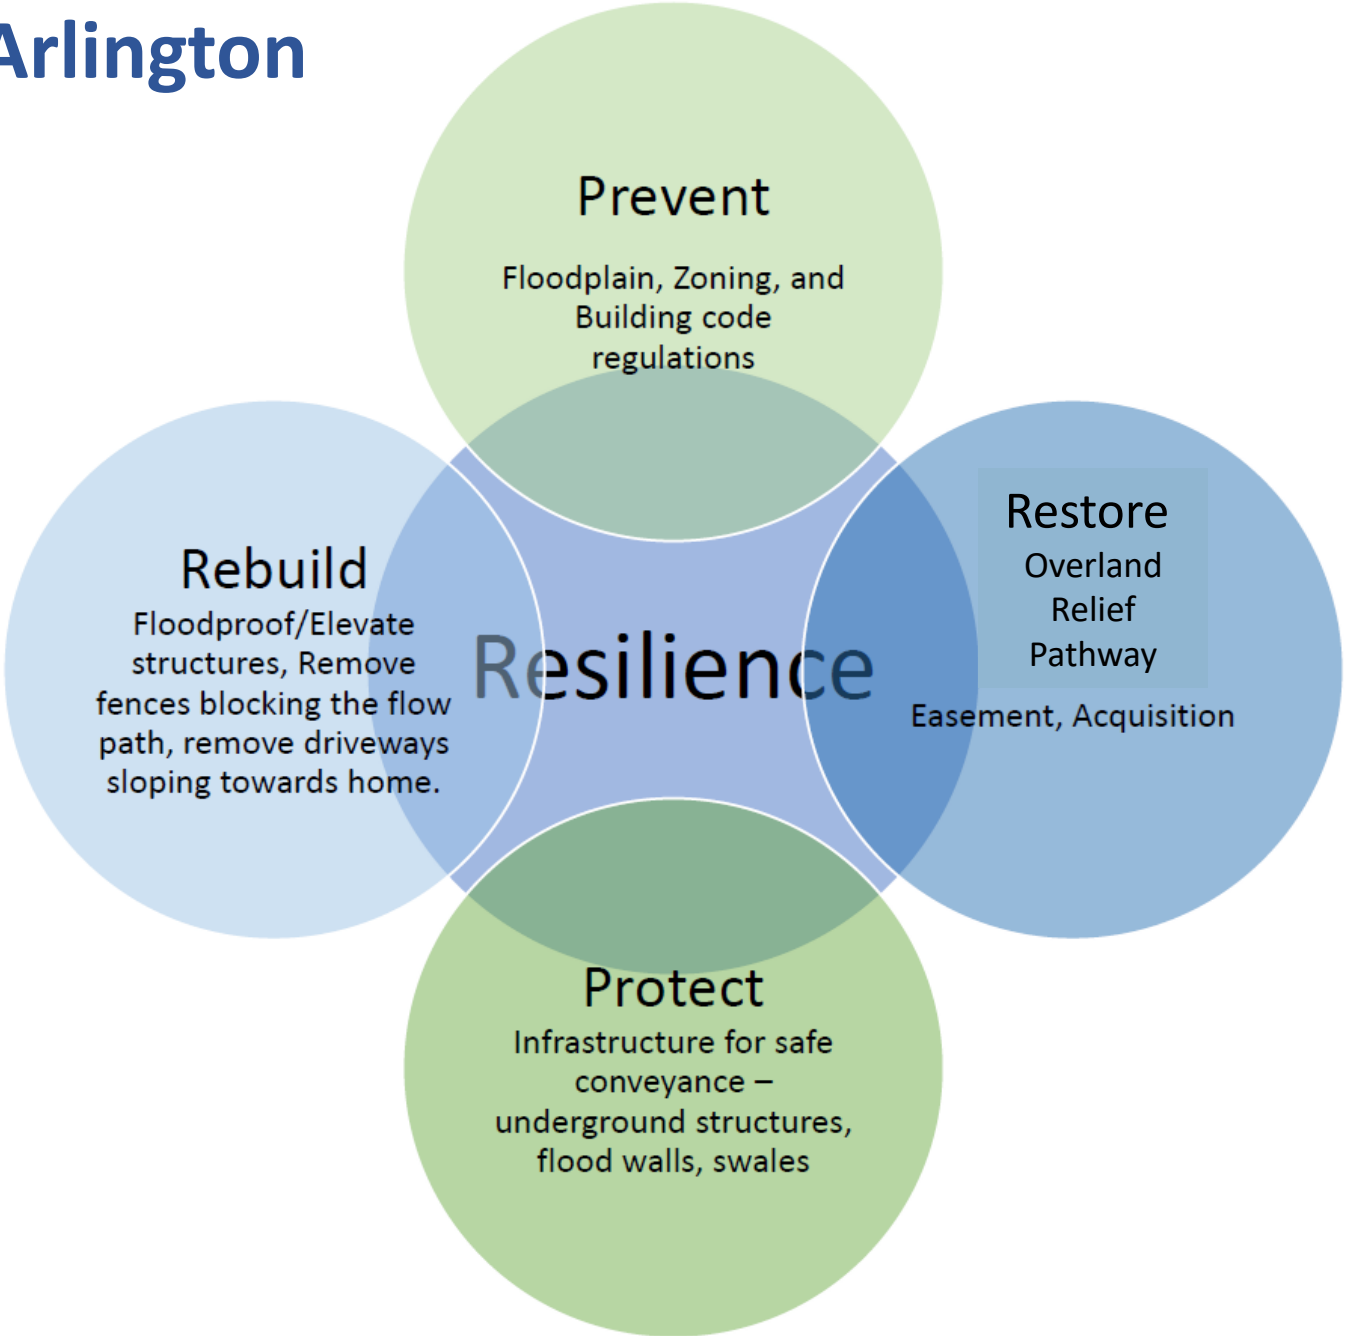 Arlington
Prevent
Floodplain, Zoning, and
Building code
regulations
Rebuild
Floodproof/Elevate
structures, Remove
fences blocking the flow
path, remove driveways
sloping towards home.
Resilience
Restore
Overland
Relief
Pathway
Easement, Acquisition
Protect
Infrastructure for safe
conveyance –
underground structures,
flood walls, swales